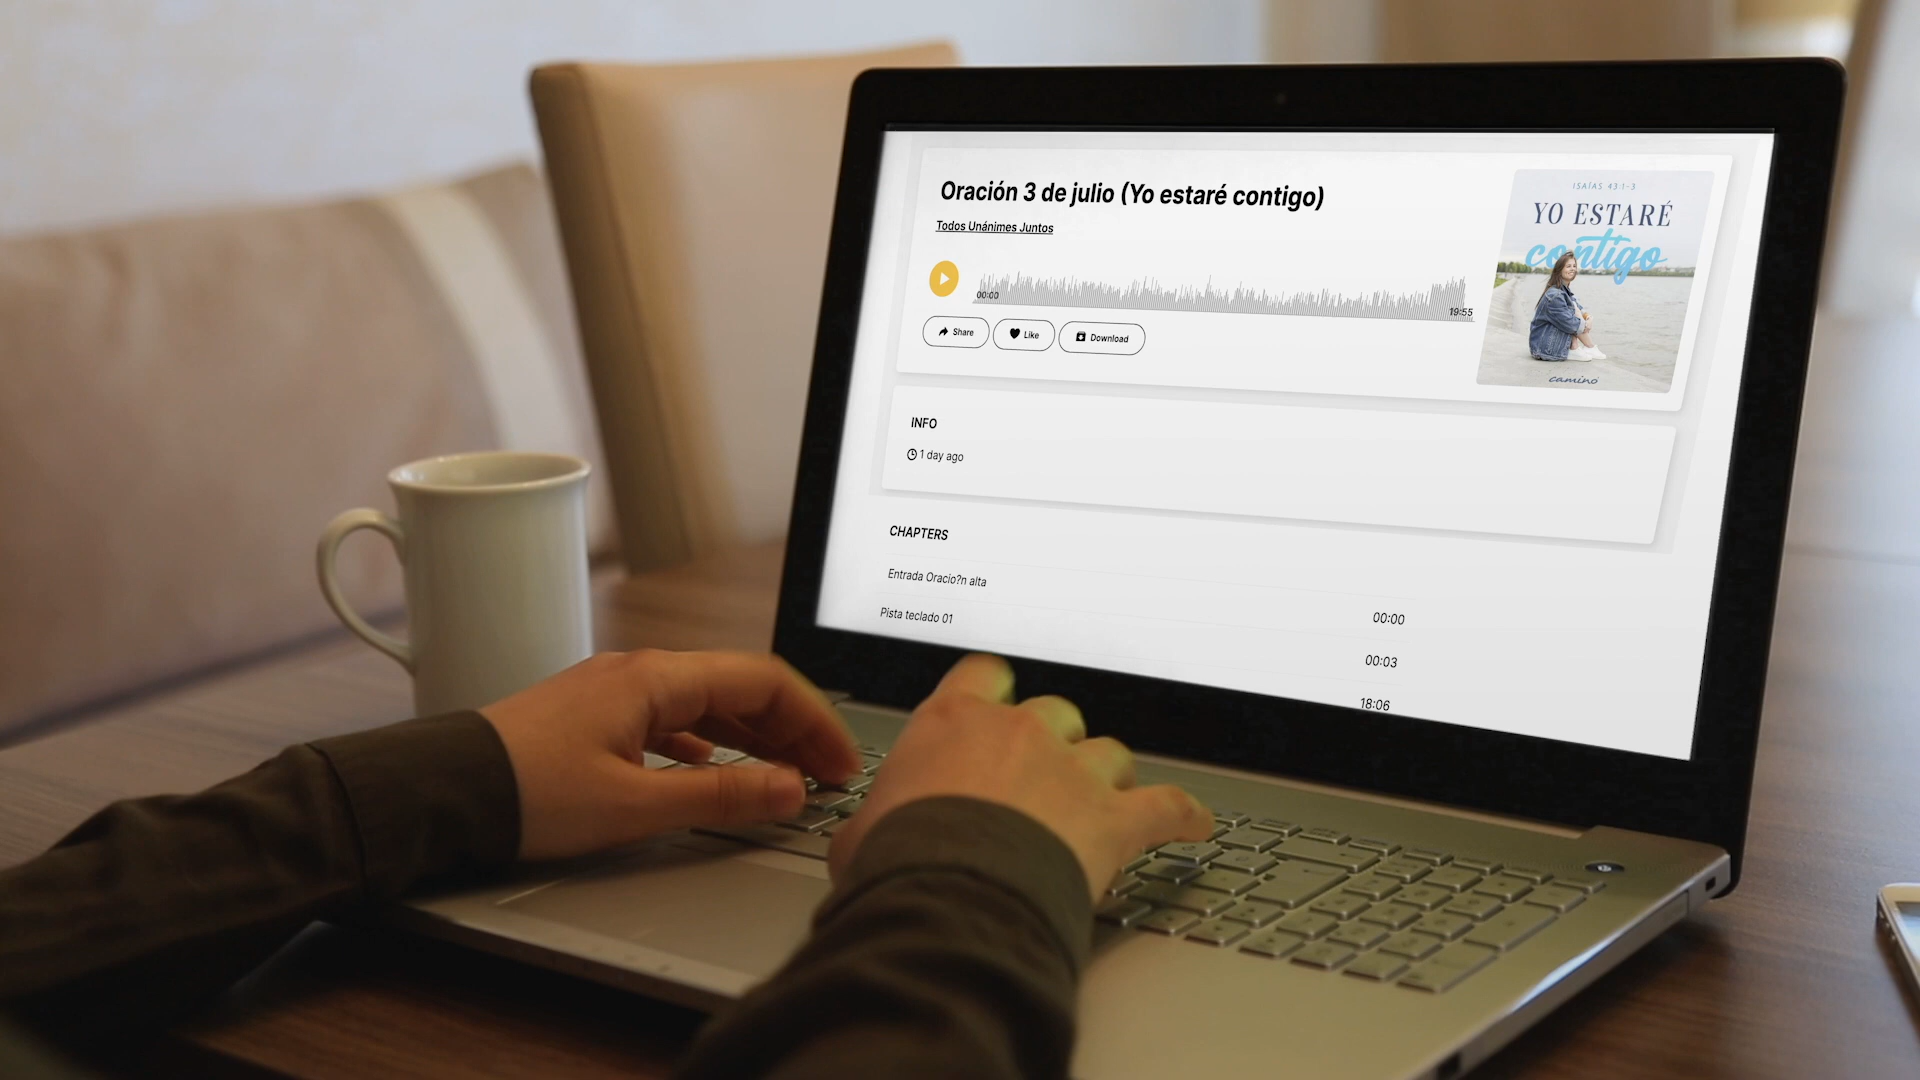 Oración 3 de julio (Yo estaré contigo)
Todos Unánimes Juntos
00:00
19:55
Share
Like
Download
ISAÍAS 43:1-3
YO ESTARÉ
contigo
camino
INFO
1 day ago
CHAPTERS
Entrada Oracio?n alta
00:00
Pista teclado 01
00:03
18:06